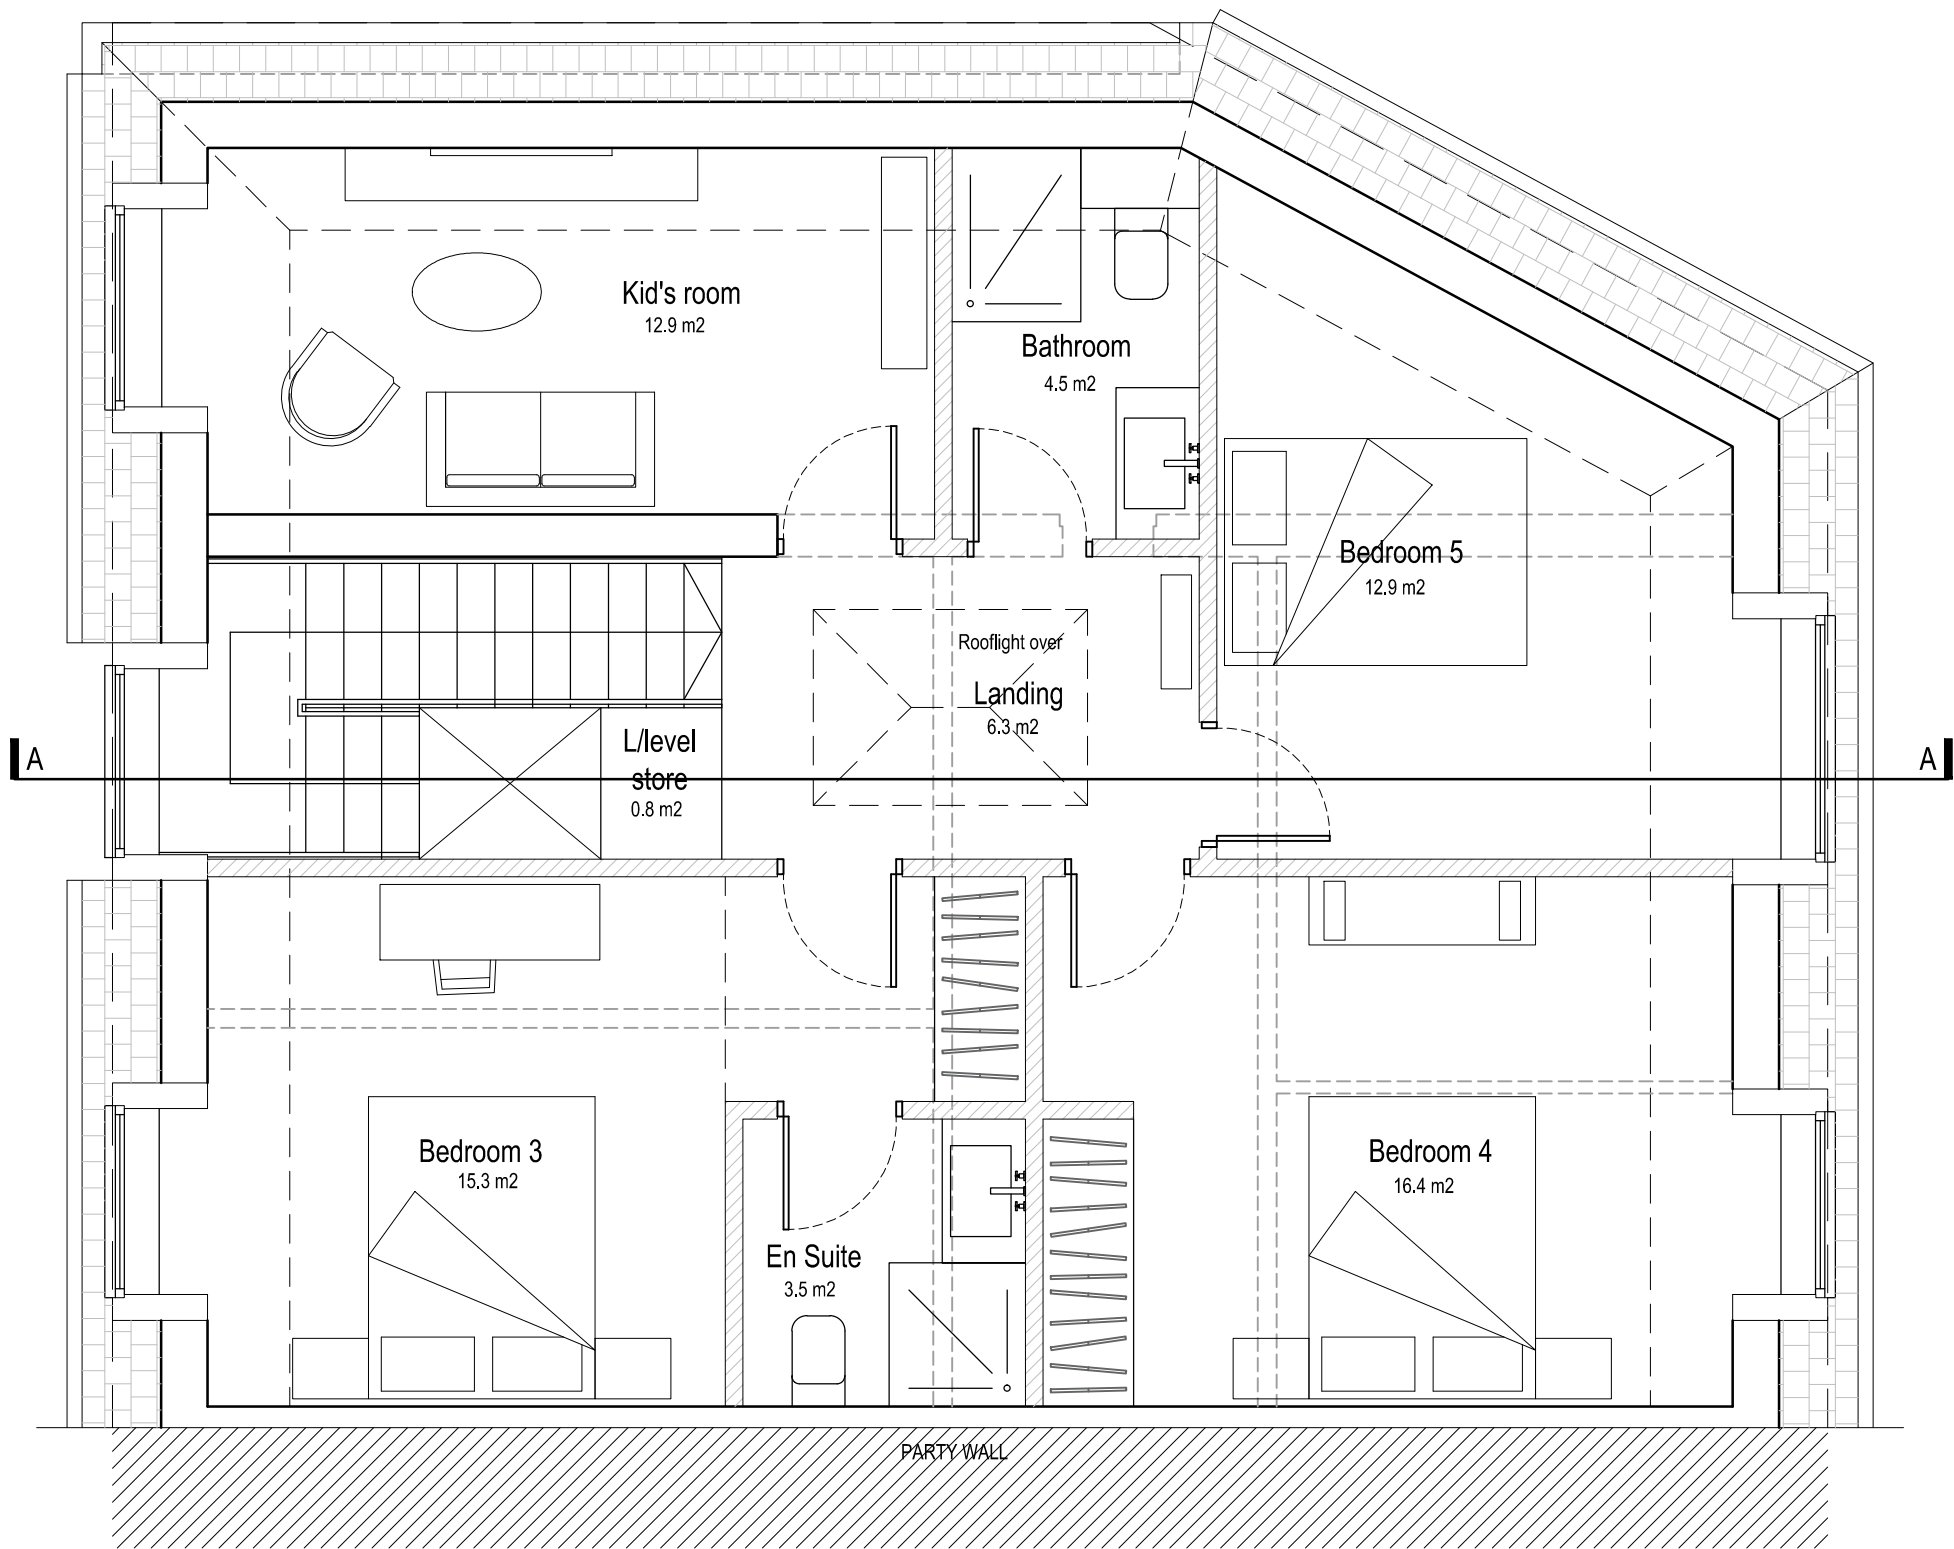 Kid's room
12.9 m2
Bathroom
4.5 m2
Bedroom 5
12.9 m2
Rooflight over
Landing
6.3 m2
L/level
store
0.8 m2
A
A
Bedroom 3
15.3 m2
En Suite
3.5 m2
Bedroom 4
16.4 m2
PARTY WALL